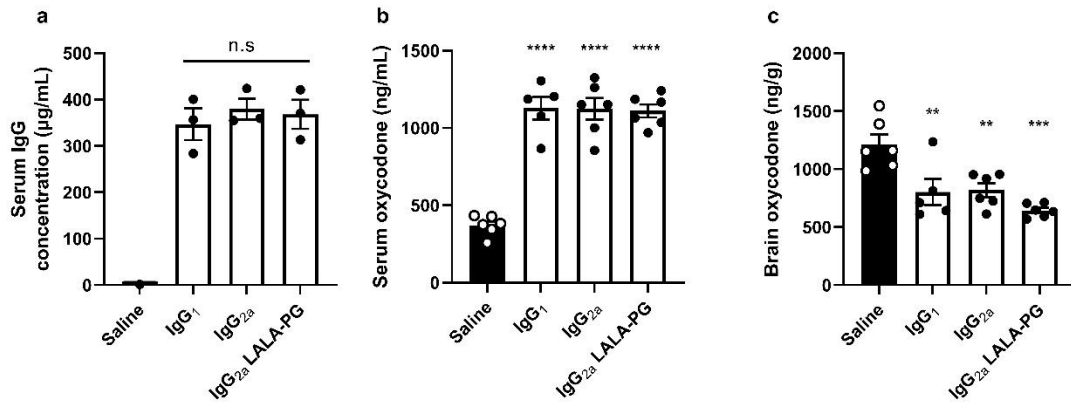 a
n.s
500
400
300
200
100
0
Serum IgG
concentration (µg/mL)
Saline
IgG1
IgG2a
IgG2a LALA-PG
b
**** **** ****
1500
1000
500
0
Serum oxycodone (ng/mL)
Saline
IgG1
IgG2a
IgG2a LALA-PG
c
** ** ***
2000
1500
1000
500
0
Brain oxycodone (ng/g)
Saline
IgG1
IgG2a
IgG2a LALA-PG